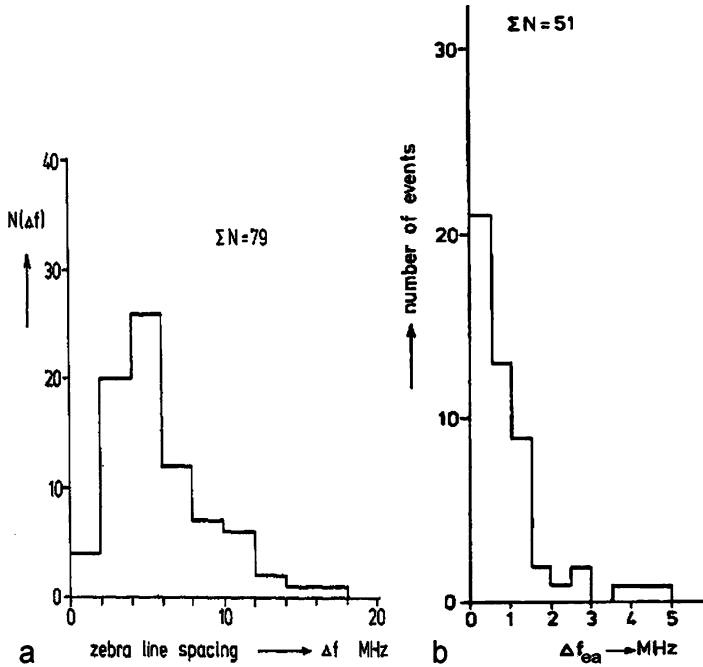 40
N(Δf)
ΣN=79
30
20
10
0
0 10 20
a zebra line spacing → Δf MHz
ΣN=51
30
number of events
20
10
0
0 1 2 3 4 5
b Δf_ea → MHz